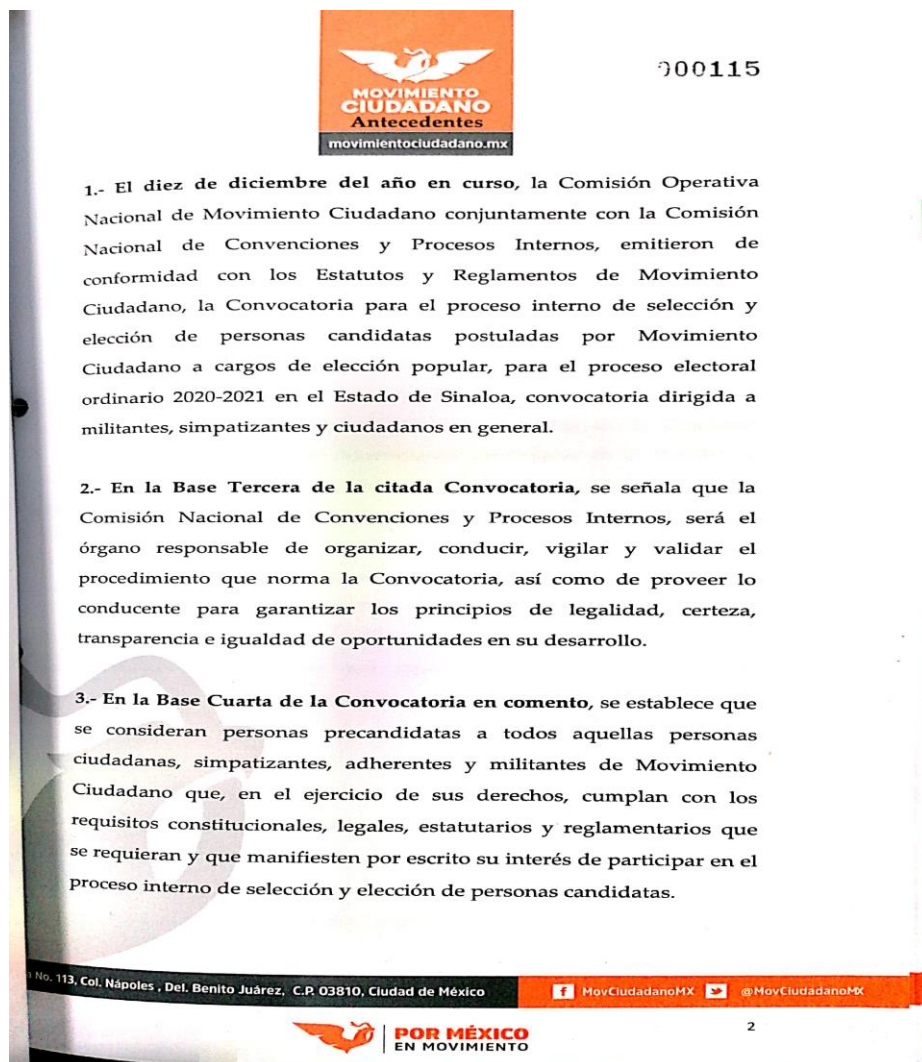 000115
MOVIMIENTO
CIUDADANO
Antecedentes
movimientociudadano.mx
1.- El diez de diciembre del año en curso, la Comisión Operativa
Nacional de Movimiento Ciudadano conjuntamente con la Comisión
Nacional de Convenciones y Procesos Internos, emitieron de
conformidad con los Estatutos y Reglamentos de Movimiento
Ciudadano, la Convocatoria para el proceso interno de selección y
elección de personas candidatas postuladas por Movimiento
Ciudadano a cargos de elección popular, para el proceso electoral
ordinario 2020-2021 en el Estado de Sinaloa, convocatoria dirigida a
militantes, simpatizantes y ciudadanos en general.
2.- En la Base Tercera de la citada Convocatoria, se señala que la
Comisión Nacional de Convenciones y Procesos Internos, será el
órgano responsable de organizar, conducir, vigilar y validar el
procedimiento que norma la Convocatoria, así como de proveer lo
conducente para garantizar los principios de legalidad, certeza,
transparencia e igualdad de oportunidades en su desarrollo.
3.- En la Base Cuarta de la Convocatoria en comento, se establece que
se consideran personas precandidatas a todos aquellas personas
ciudadanas, simpatizantes, adherentes y militantes de Movimiento
Ciudadano que, en el ejercicio de sus derechos, cumplan con los
requisitos constitucionales, legales, estatutarios y reglamentarios que
se requieran y que manifiesten por escrito su interés de participar en el
proceso interno de selección y elección de personas candidatas.
No. 113, Col. Nápoles , Del. Benito Juárez, C.P. 03810, Ciudad de México
MovCiudadanoMX @MovCiudadanoMX
POR MÉXICO
EN MOVIMIENTO
2